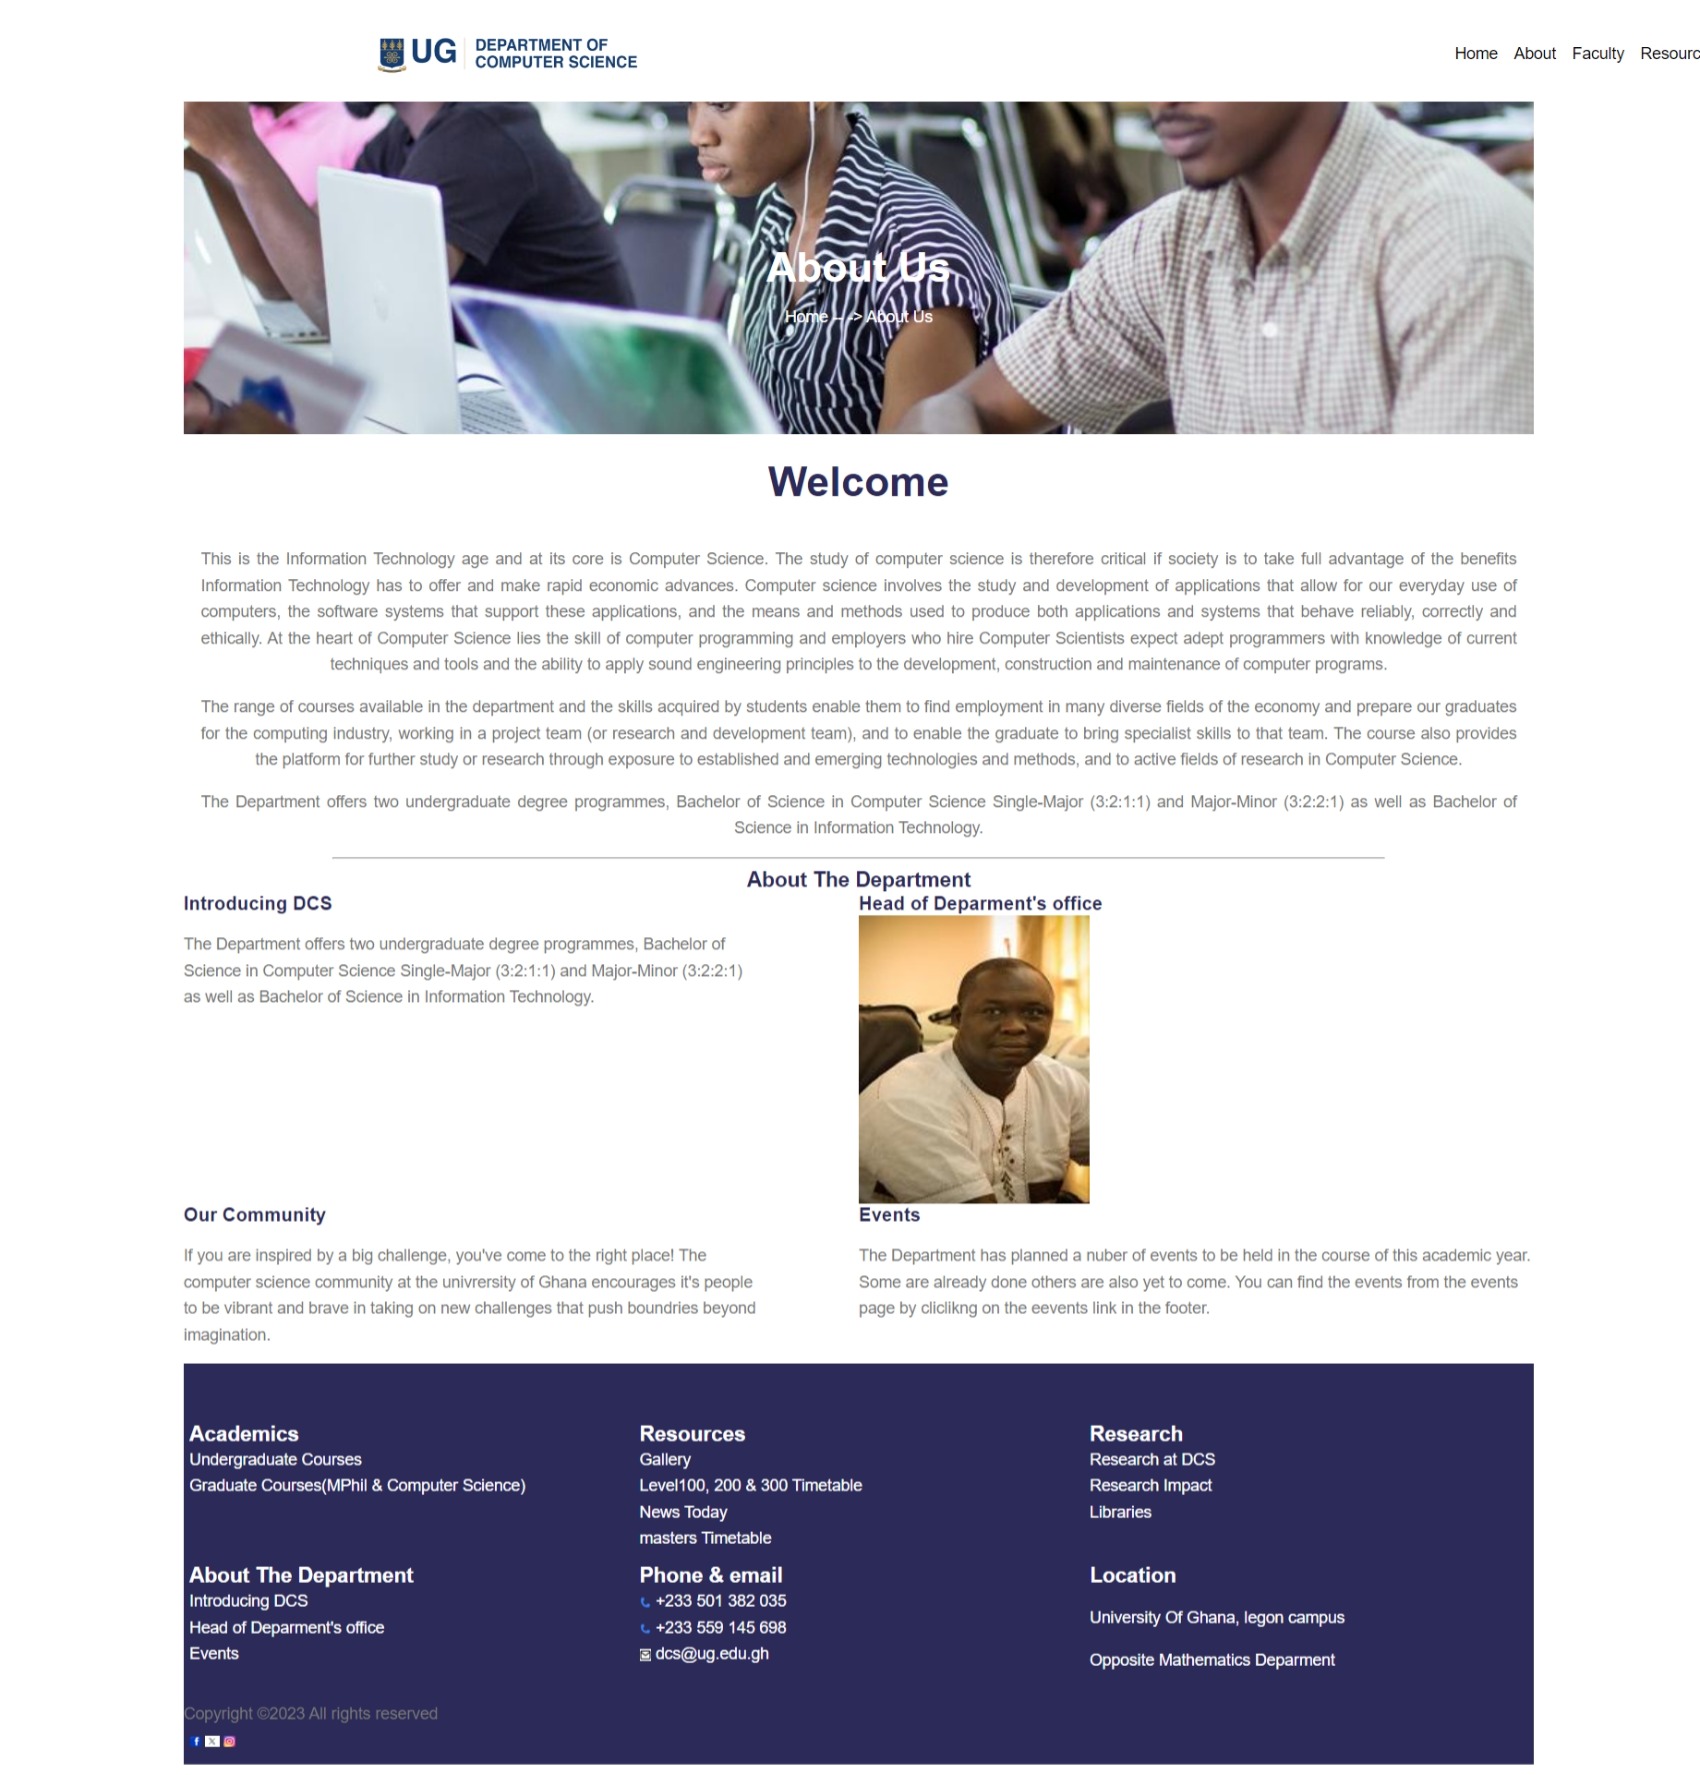 UG DEPARTMENT OF
COMPUTER SCIENCE
Home About Faculty Resourc
About Us
Home -- -> About Us
Welcome
This is the Information Technology age and at its core is Computer Science. The study of computer science is therefore critical if society is to take full advantage of the benefits
Information Technology has to offer and make rapid economic advances. Computer science involves the study and development of applications that allow for our everyday use of
computers, the software systems that support these applications, and the means and methods used to produce both applications and systems that behave reliably, correctly and
ethically. At the heart of Computer Science lies the skill of computer programming and employers who hire Computer Scientists expect adept programmers with knowledge of current
techniques and tools and the ability to apply sound engineering principles to the development, construction and maintenance of computer programs.
The range of courses available in the department and the skills acquired by students enable them to find employment in many diverse fields of the economy and prepare our graduates
for the computing industry, working in a project team (or research and development team), and to enable the graduate to bring specialist skills to that team. The course also provides
the platform for further study or research through exposure to established and emerging technologies and methods, and to active fields of research in Computer Science.
The Department offers two undergraduate degree programmes, Bachelor of Science in Computer Science Single-Major (3:2:1:1) and Major-Minor (3:2:2:1) as well as Bachelor of
Science in Information Technology.
About The Department
Introducing DCS
The Department offers two undergraduate degree programmes, Bachelor of
Science in Computer Science Single-Major (3:2:1:1) and Major-Minor (3:2:2:1)
as well as Bachelor of Science in Information Technology.
Head of Deparment's office
Our Community
If you are inspired by a big challenge, you've come to the right place! The
computer science community at the univrersity of Ghana encourages it's people
to be vibrant and brave in taking on new challenges that push boundries beyond
imagination.
Events
The Department has planned a nuber of events to be held in the course of this academic year.
Some are already done others are also yet to come. You can find the events from the events
page by cliclikng on the eevents link in the footer.
Academics
Undergraduate Courses
Graduate Courses(MPhil & Computer Science)
Resources
Gallery
Level100, 200 & 300 Timetable
News Today
masters Timetable
Research
Research at DCS
Research Impact
Libraries
About The Department
Introducing DCS
Head of Deparment's office
Events
Phone & email
+233 501 382 035
+233 559 145 698
dcs@ug.edu.gh
Location
University Of Ghana, legon campus
Opposite Mathematics Deparment
Copyright ©2023 All rights reserved